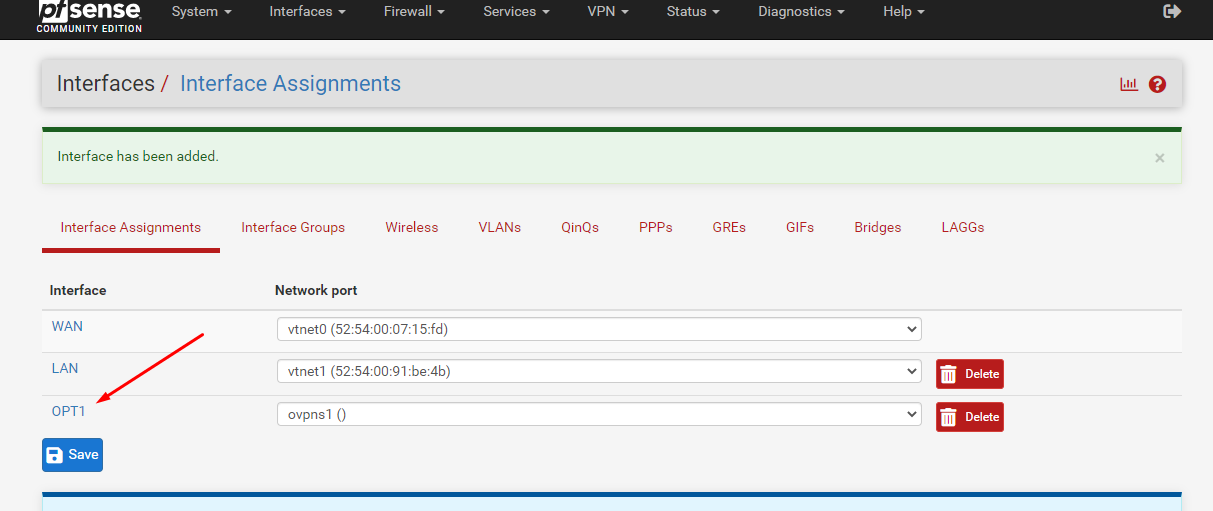 pfsense
COMMUNITY EDITION
System Interfaces Firewall Services VPN Status Diagnostics Help
Interfaces / Interface Assignments
Interface has been added.
×
Interface Assignments Interface Groups Wireless VLANs QinQs PPPs GREs GIFs Bridges LAGGs
Interface Network port
WAN vtnet0 (52:54:00:07:15:fd)
LAN vtnet1 (52:54:00:91:be:4b) Delete
OPT1 ovpns1 () Delete
Save